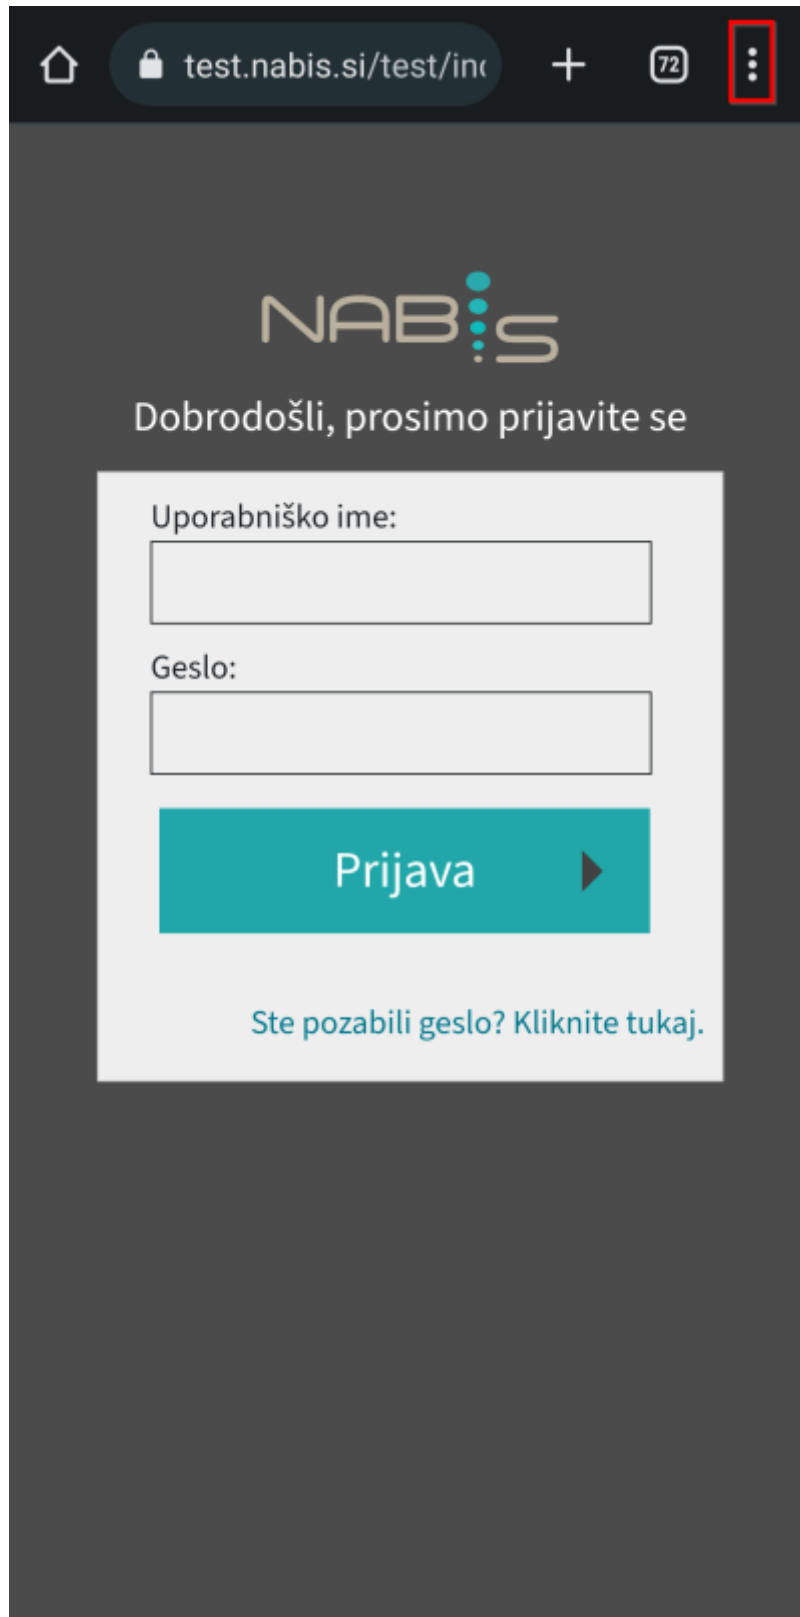 test.nabis.si/test/in
72
NABiS
Dobrodošli, prosimo prijavite se
Uporabniško ime:
Geslo:
Prijava
Ste pozabili geslo? Kliknite tukaj.